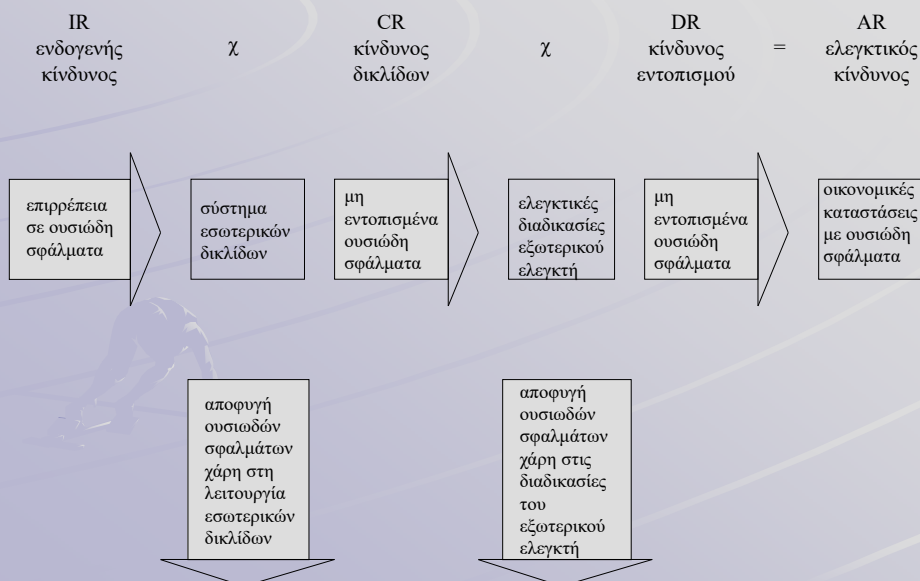 IR
ενδογενής
κίνδυνος
χ
CR
κίνδυνος
δικλίδων
χ
DR
κίνδυνος
εντοπισμού
=
AR
ελεγκτικός
κίνδυνος
επιρρέπεια
σε ουσιώδη
σφάλματα
σύστημα
εσωτερικών
δικλίδων
μη
εντοπισμένα
ουσιώδη
σφάλματα
ελεγκτικές
διαδικασίες
εξωτερικού
ελεγκτή
μη
εντοπισμένα
ουσιώδη
σφάλματα
οικονομικές
καταστάσεις
με ουσιώδη
σφάλματα
αποφυγή
ουσιωδών
σφαλμάτων
χάρη στη
λειτουργία
εσωτερικών
δικλίδων
αποφυγή
ουσιωδών
σφαλμάτων
χάρη στις
διαδικασίες
του
εξωτερικού
ελεγκτή